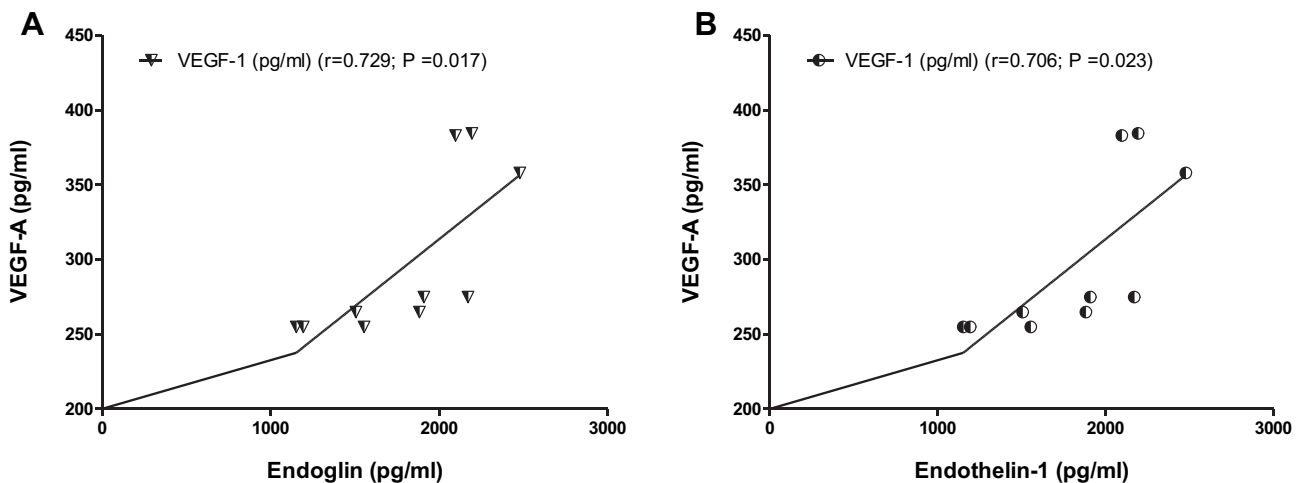 A
VEGF-1 (pg/ml) (r=0.729; P =0.017)
VEGF-A (pg/ml)
450
400
350
300
250
200
0
1000
2000
3000
Endoglin (pg/ml)
B
VEGF-1 (pg/ml) (r=0.706; P =0.023)
VEGF-A (pg/ml)
450
400
350
300
250
200
0
1000
2000
3000
Endothelin-1 (pg/ml)